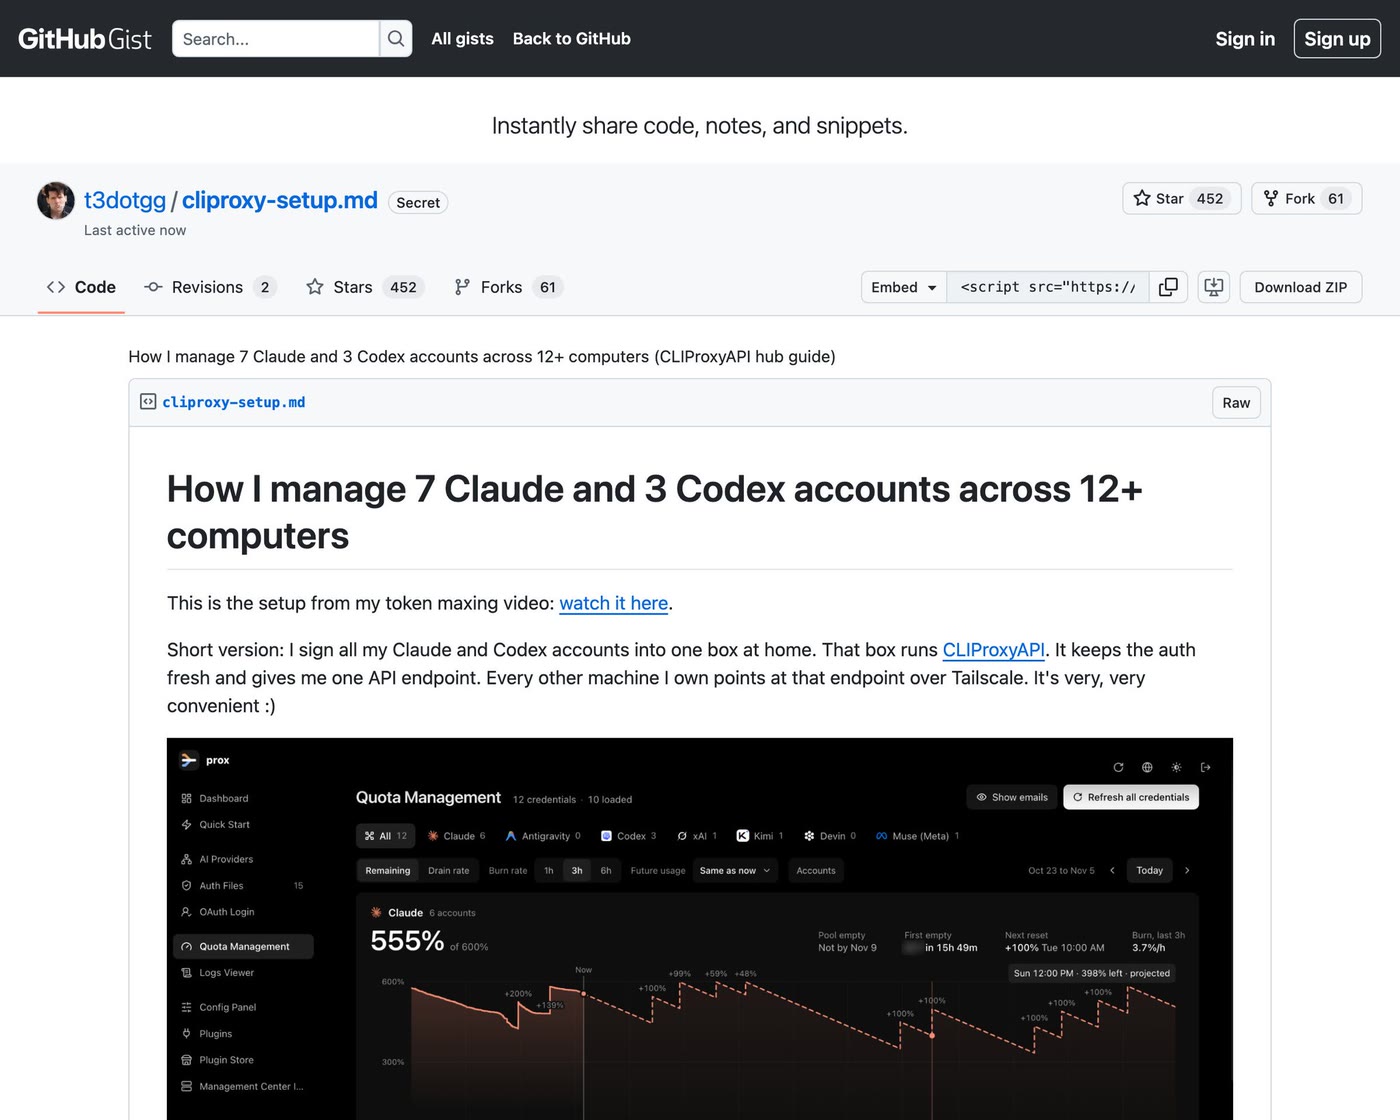 GitHub Gist
Search...
All gists
Back to GitHub
Sign in
Sign up
Instantly share code, notes, and snippets.
t3dotgg / cliproxy-setup.md
Secret
Last active now
Star 452
Fork 61
Code
Revisions 2
Stars 452
Forks 61
Embed
<script src="https://
Download ZIP
How I manage 7 Claude and 3 Codex accounts across 12+ computers (CLIProxyAPI hub guide)
cliproxy-setup.md
Raw
How I manage 7 Claude and 3 Codex accounts across 12+
computers
This is the setup from my token maxing video: watch it here.
Short version: I sign all my Claude and Codex accounts into one box at home. That box runs CLIProxyAPI. It keeps the auth
fresh and gives me one API endpoint. Every other machine I own points at that endpoint over Tailscale. It's very, very
convenient :)
prox
Dashboard
Quick Start
AI Providers
Auth Files 15
OAuth Login
Quota Management
Logs Viewer
Config Panel
Plugins
Plugin Store
Management Center I...
Quota Management
12 credentials · 10 loaded
Show emails
Refresh all credentials
All 12
Claude 6
Antigravity 0
Codex 3
xAI 1
Kimi 1
Devin 0
Muse (Meta) 1
Remaining
Drain rate
Burn rate
1h
3h
6h
Future usage
Same as now
Accounts
Oct 23 to Nov 5
Today
Claude 6 accounts
555% of 600%
Pool empty
Not by Nov 9
First empty
in 15h 49m
Next reset
+100% Tue 10:00 AM
Burn, last 3h
3.7%/h
Sun 12:00 PM · 398% left · projected
Now
600%
300%
+200%
+139%
+100%
+99%
+59%
+48%
+100%
+100%
+100%
+100%
+100%